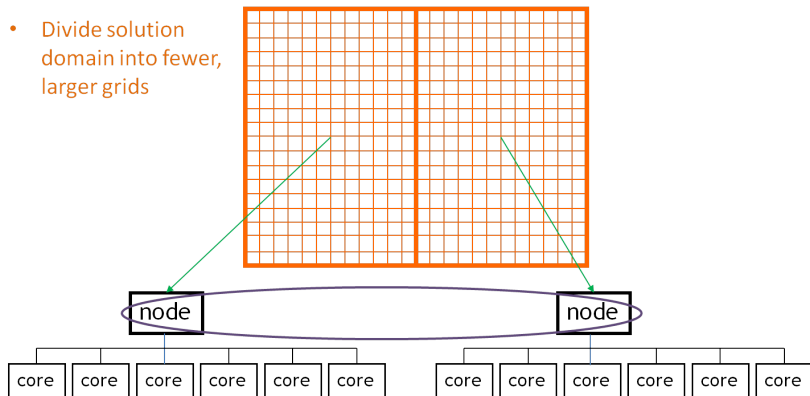 • Divide solution
domain into fewer,
larger grids
node node
core core core core core core core core core core core core